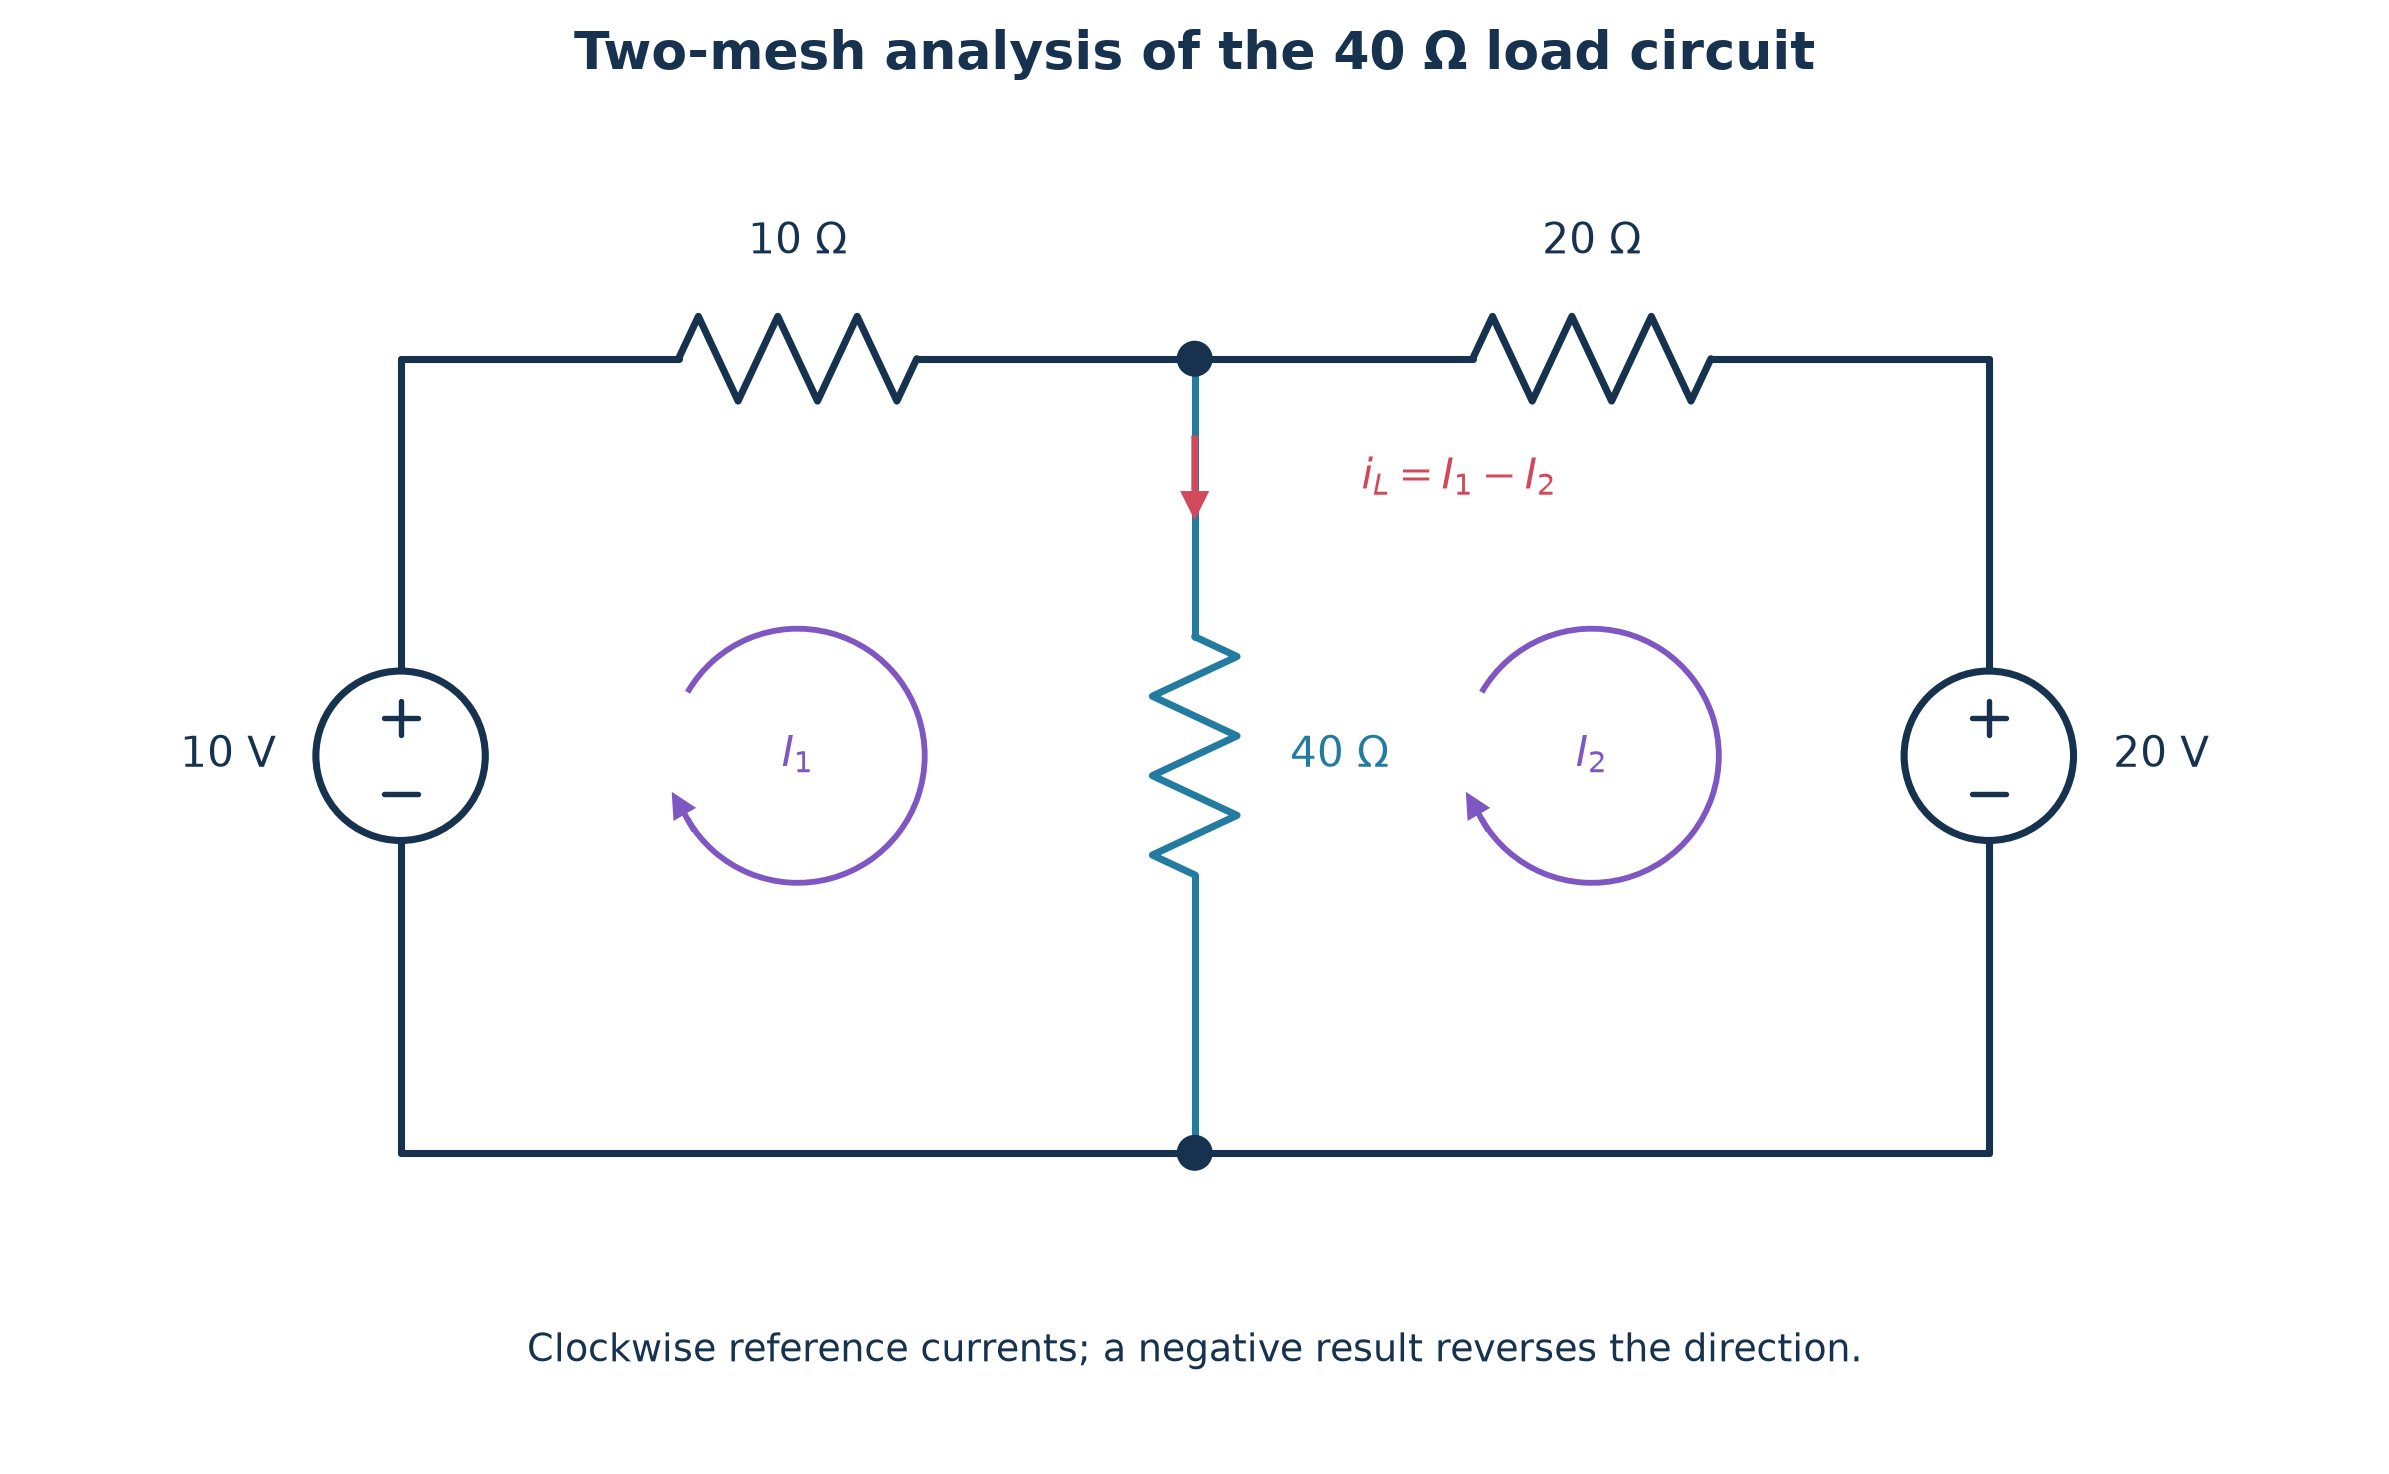 Two-mesh analysis of the 40 Ω load circuit
10 Ω
20 Ω
i_L = I_1 − I_2
10 V
+
−
I_1
40 Ω
I_2
+
−
20 V
Clockwise reference currents; a negative result reverses the direction.